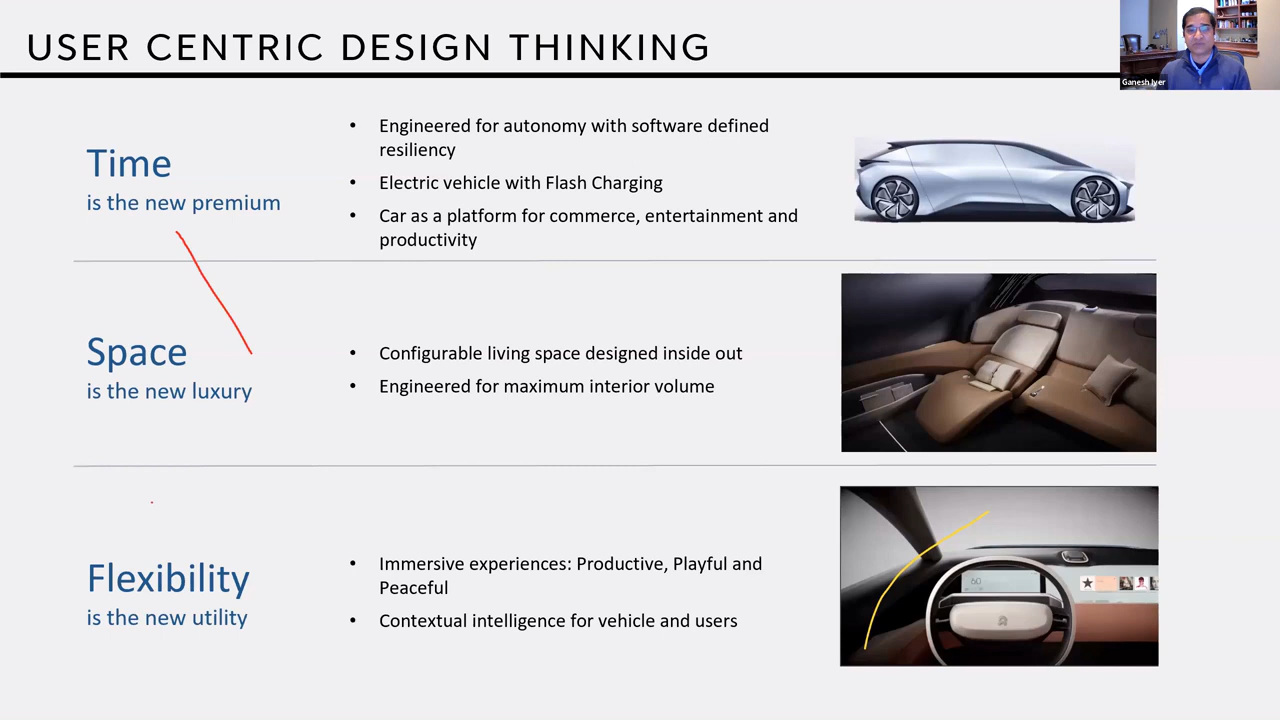 USER CENTRIC DESIGN THINKING
Ganesh Iyer
Time
is the new premium
• Engineered for autonomy with software defined
resiliency
• Electric vehicle with Flash Charging
• Car as a platform for commerce, entertainment and
productivity
Space
is the new luxury
• Configurable living space designed inside out
• Engineered for maximum interior volume
Flexibility
is the new utility
• Immersive experiences: Productive, Playful and
Peaceful
• Contextual intelligence for vehicle and users
60